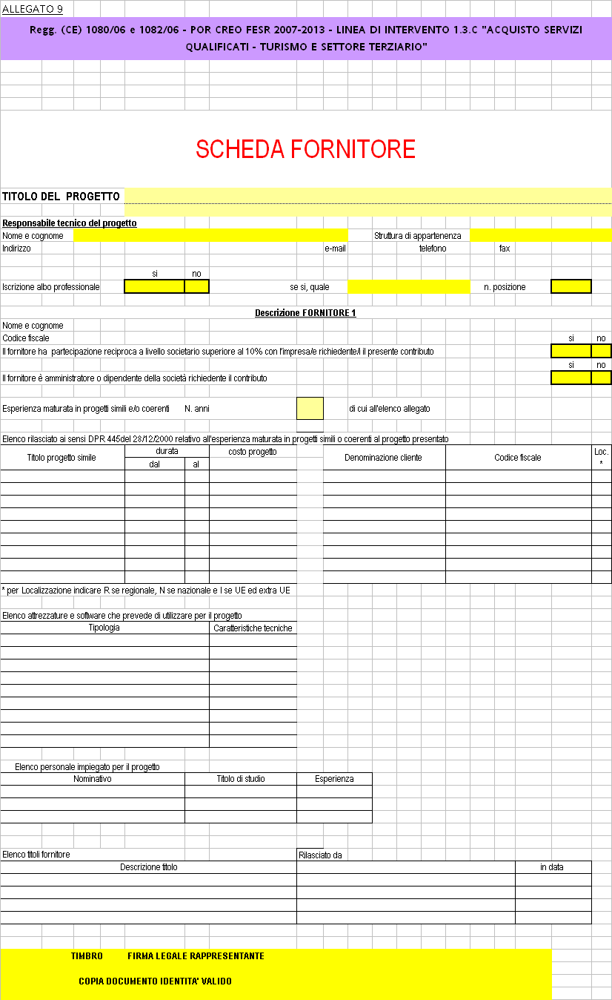 ALLEGATO 9
Regg. (CE) 1080/06 e 1082/06 - POR CREO FESR 2007-2013 - LINEA DI INTERVENTO 1.3.C "ACQUISTO SERVIZI
QUALIFICATI - TURISMO E SETTORE TERZIARIO"
SCHEDA FORNITORE
TITOLO DEL PROGETTO
Responsabile tecnico del progetto
Nome e cognome Struttura di appartenenza
Indirizzo e-mail telefono fax
si no
Iscrizione albo professionale se si, quale n. posizione
Descrizione FORNITORE 1
Nome e cognome
Codice fiscale si no
Il fornitore ha partecipazione reciproca a livello societario superiore al 10% con l'impresa/e richiedente/i il presente contributo
si no
Il fornitore è amministratore o dipendente della società richiedente il contributo
Esperienza maturata in progetti simili e/o coerenti N. anni di cui all'elenco allegato
Elenco rilasciato ai sensi DPR 445del 28/12/2000 relativo all'esperienza maturata in progetti simili o coerenti al progetto presentato
Titolo progetto simile durata costo progetto Denominazione cliente Codice fiscale Loc.
dal al *
* per Localizzazione indicare R se regionale, N se nazionale e I se UE ed extra UE
Elenco attrezzature e software che prevede di utilizzare per il progetto
Tipologia Caratteristiche tecniche
Elenco personale impiegato per il progetto
Nominativo Titolo di studio Esperienza
Elenco titoli fornitore Rilasciato da
Descrizione titolo in data
TIMBRO FIRMA LEGALE RAPPRESENTANTE
COPIA DOCUMENTO IDENTITA' VALIDO